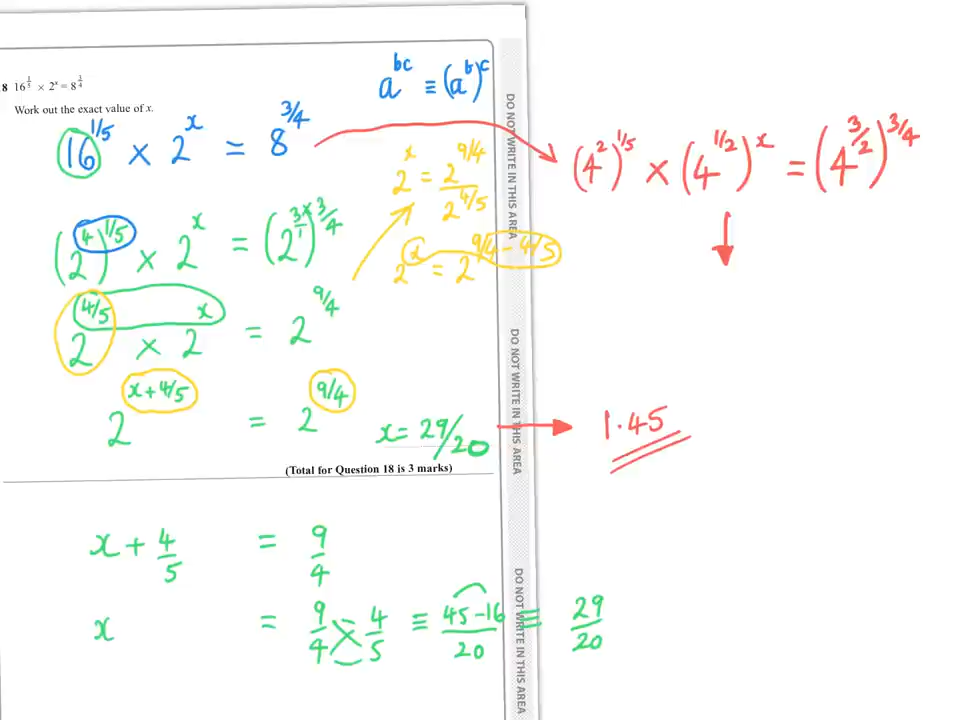 8 16^{1/5} × 2^x = 8^{3/4}
Work out the exact value of x.
a^{bc} ≡ (a^b)^c
16^{1/5} × 2^x = 8^{3/4}
(4^2)^{1/5} × (4^{1/2})^x = (4^{3/2})^{3/4}
2^x = 2^{9/4} / 2^{4/5}
(2^4)^{1/5} × 2^x = (2^{3/1})^{× 3/4}
2^x = 2^{9/4 - 4/5}
2^{4/5} × 2^x = 2^{9/4}
2^{x + 4/5} = 2^{9/4}
x = 29/20
1.45
(Total for Question 18 is 3 marks)
x + 4/5 = 9/4
x = 9/4 - 4/5 ≡ (45 - 16)/20 ≡ 29/20
DO NOT WRITE IN THIS AREA
DO NOT WRITE IN THIS AREA
DO NOT WRITE IN THIS AREA